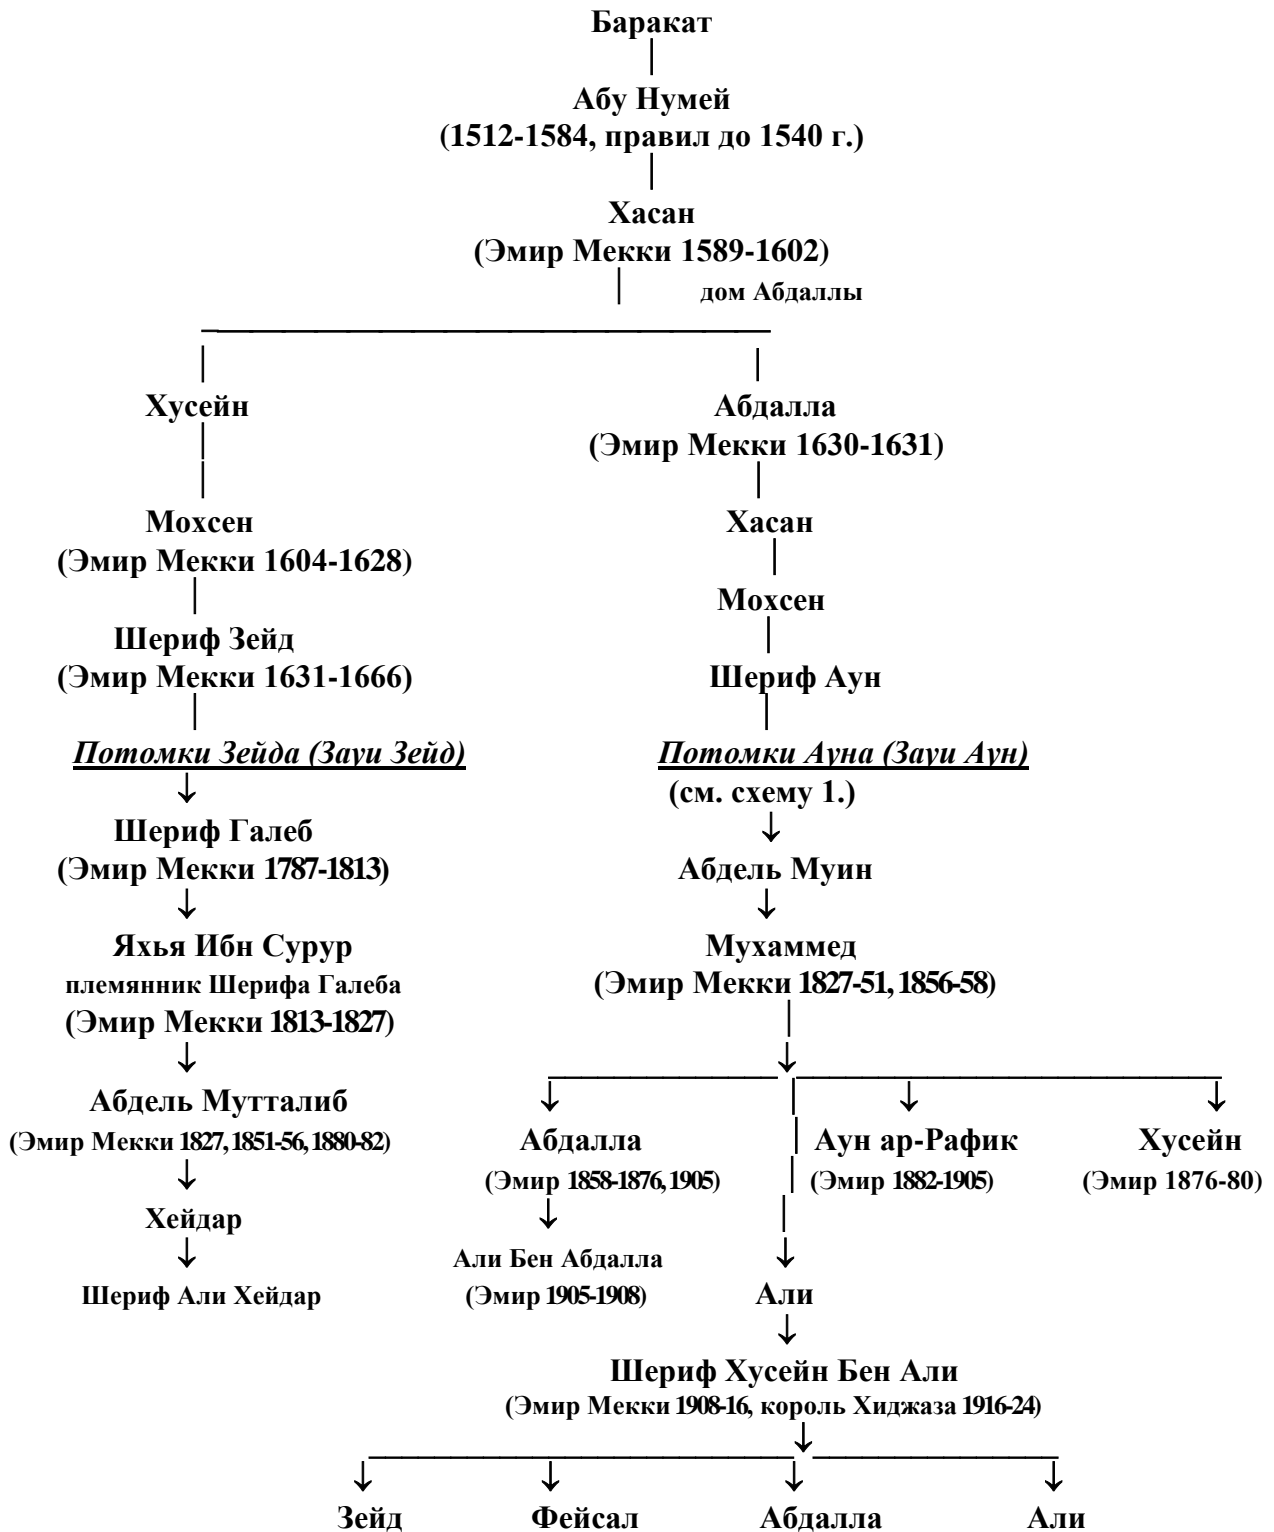 Баракат
Абу Нумей
(1512-1584, правил до 1540 г.)
Хасан
(Эмир Мекки 1589-1602)
дом Абдаллы
Хусейн
Абдалла
(Эмир Мекки 1630-1631)
Мохсен
(Эмир Мекки 1604-1628)
Хасан
Мохсен
Шериф Зейд
(Эмир Мекки 1631-1666)
Шериф Аун
Потомки Зейда (Зауи Зейд)
Потомки Ауна (Зауи Аун)
(см. схему 1.)
Шериф Галеб
(Эмир Мекки 1787-1813)
Абдель Муин
Яхья Ибн Сурур
племянник Шерифа Галеба
(Эмир Мекки 1813-1827)
Мухаммед
(Эмир Мекки 1827-51, 1856-58)
Абдель Мутталиб
(Эмир Мекки 1827, 1851-56, 1880-82)
Абдалла
(Эмир 1858-1876, 1905)
Аун ар-Рафик
(Эмир 1882-1905)
Хусейн
(Эмир 1876-80)
Хейдар
Шериф Али Хейдар
Али Бен Абдалла
(Эмир 1905-1908)
Али
Шериф Хусейн Бен Али
(Эмир Мекки 1908-16, король Хиджаза 1916-24)
Зейд
Фейсал
Абдалла
Али